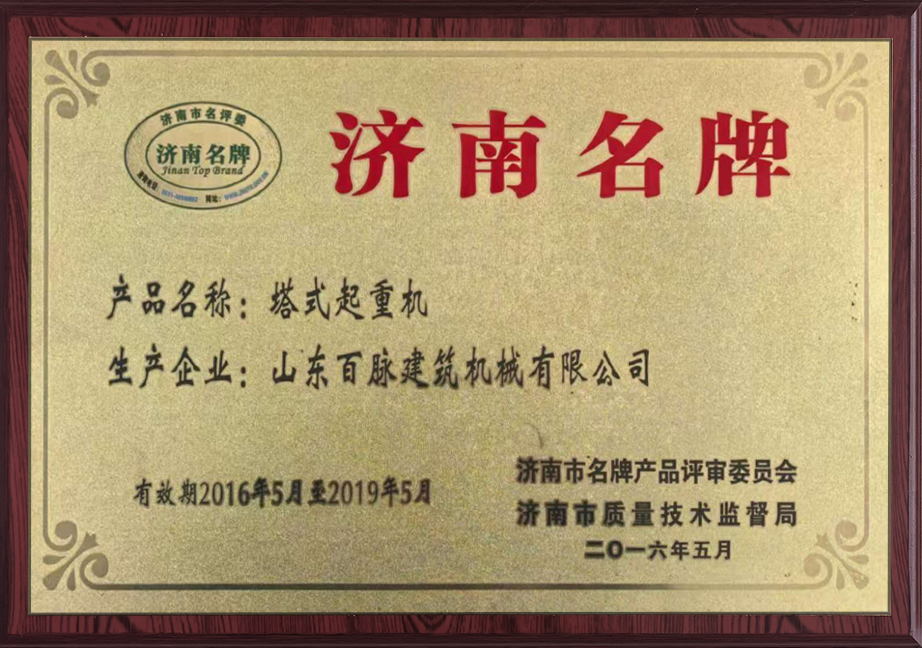 济南市名评委
济南名牌
Jinan Top Brand
济南名牌
产品名称：塔式起重机
生产企业：山东百脉建筑机械有限公司
有效期2016年5月至2019年5月
济南市名牌产品评审委员会
济南市质量技术监督局
二〇一六年五月